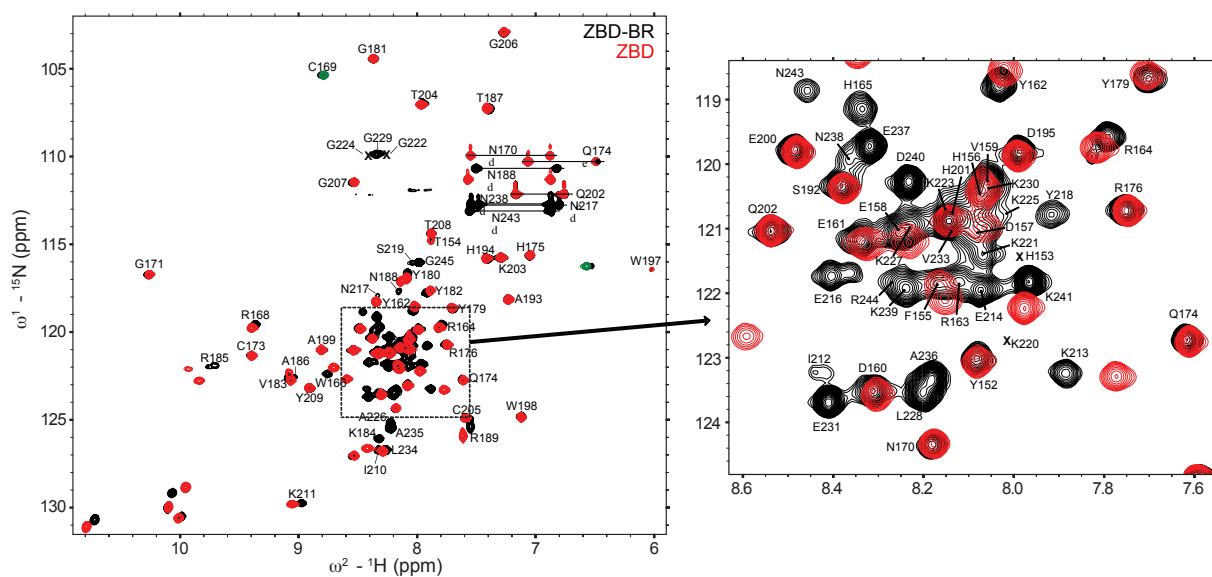 ZBD-BR
ZBD
G206
G181
C169
T204
T187
G229
G224 X X G222
N170
d
Q174
e
N188
d
G207
Q202
N238
d
N217
d
N243
d
T208
T154
S219
G245
H194
K203
H175
W197
G171
Y180
N188
N217
Y182
A193
Y162
Y179
R168
R164
A199
C173
R176
R185
A186
V183
W166
Y209
Q174
C205
W198
A226
K184
A235
R189
L234
I210
K211
105
110
115
120
125
130
10
9
8
7
6
ω¹ - ¹⁵N (ppm)
ω² - ¹H (ppm)
N243
H165
Y162
Y179
E200
N238
E237
V159
D195
R164
D240
H156
H201
K223
S192
K230
E158
K225
Y218
R176
Q202
E161
D157
K221
K227
V233
X
H153
E216
R244
K239
F155
R163
E214
K241
X
K220
Q174
I212
A236
K213
D160
Y152
E231
L228
N170
119
120
121
122
123
124
8.6
8.4
8.2
8.0
7.8
7.6
ω² - ¹H (ppm)